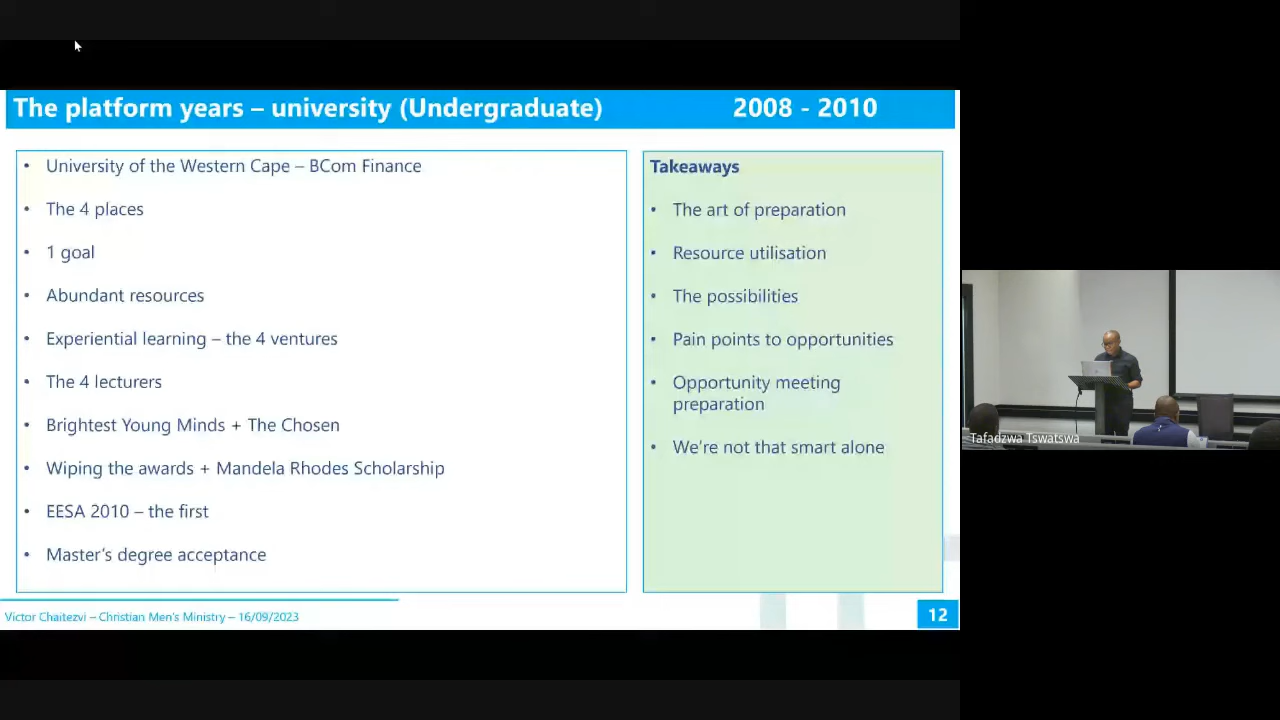 The platform years – university (Undergraduate) 2008 - 2010
• University of the Western Cape – BCom Finance
• The 4 places
• 1 goal
• Abundant resources
• Experiential learning – the 4 ventures
• The 4 lecturers
• Brightest Young Minds + The Chosen
• Wiping the awards + Mandela Rhodes Scholarship
• EESA 2010 – the first
• Master's degree acceptance
Takeaways
• The art of preparation
• Resource utilisation
• The possibilities
• Pain points to opportunities
• Opportunity meeting
preparation
• We're not that smart alone
Victor Chaitezvi – Christian Men's Ministry – 16/09/2023
12
Tafadzwa Tswatswa